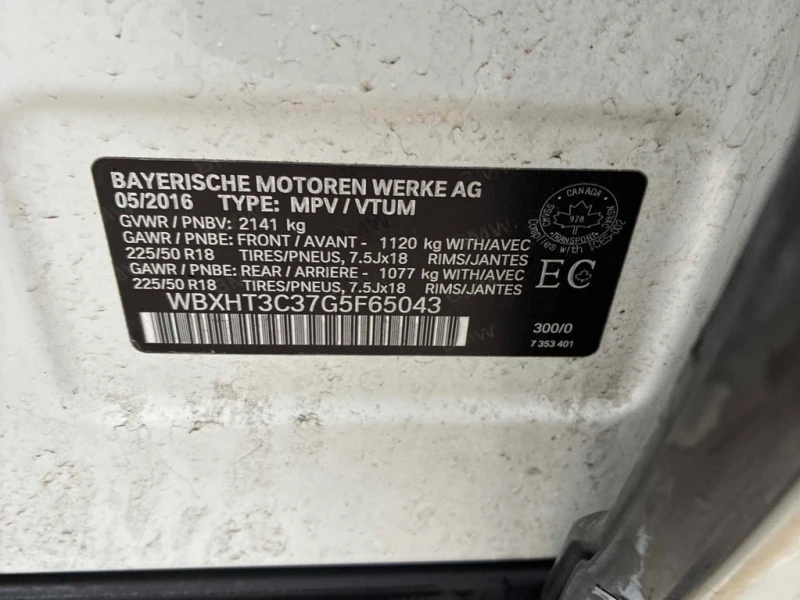 BAYERISCHE MOTOREN WERKE AG
05/2016 TYPE: MPV / VTUM
GVWR / PNBV: 2141 kg
GAWR / PNBE: FRONT / AVANT - 1120 kg WITH/AVEC
225/50 R18 TIRES/PNEUS, 7.5Jx18 RIMS/JANTES
GAWR / PNBE: REAR / ARRIERE - 1077 kg WITH/AVEC
225/50 R18 TIRES/PNEUS, 7.5Jx18 RIMS/JANTES
WBXHT3C37G5F65043
CANADA
978
TRANSPORT
EC
300/0
7 353 401